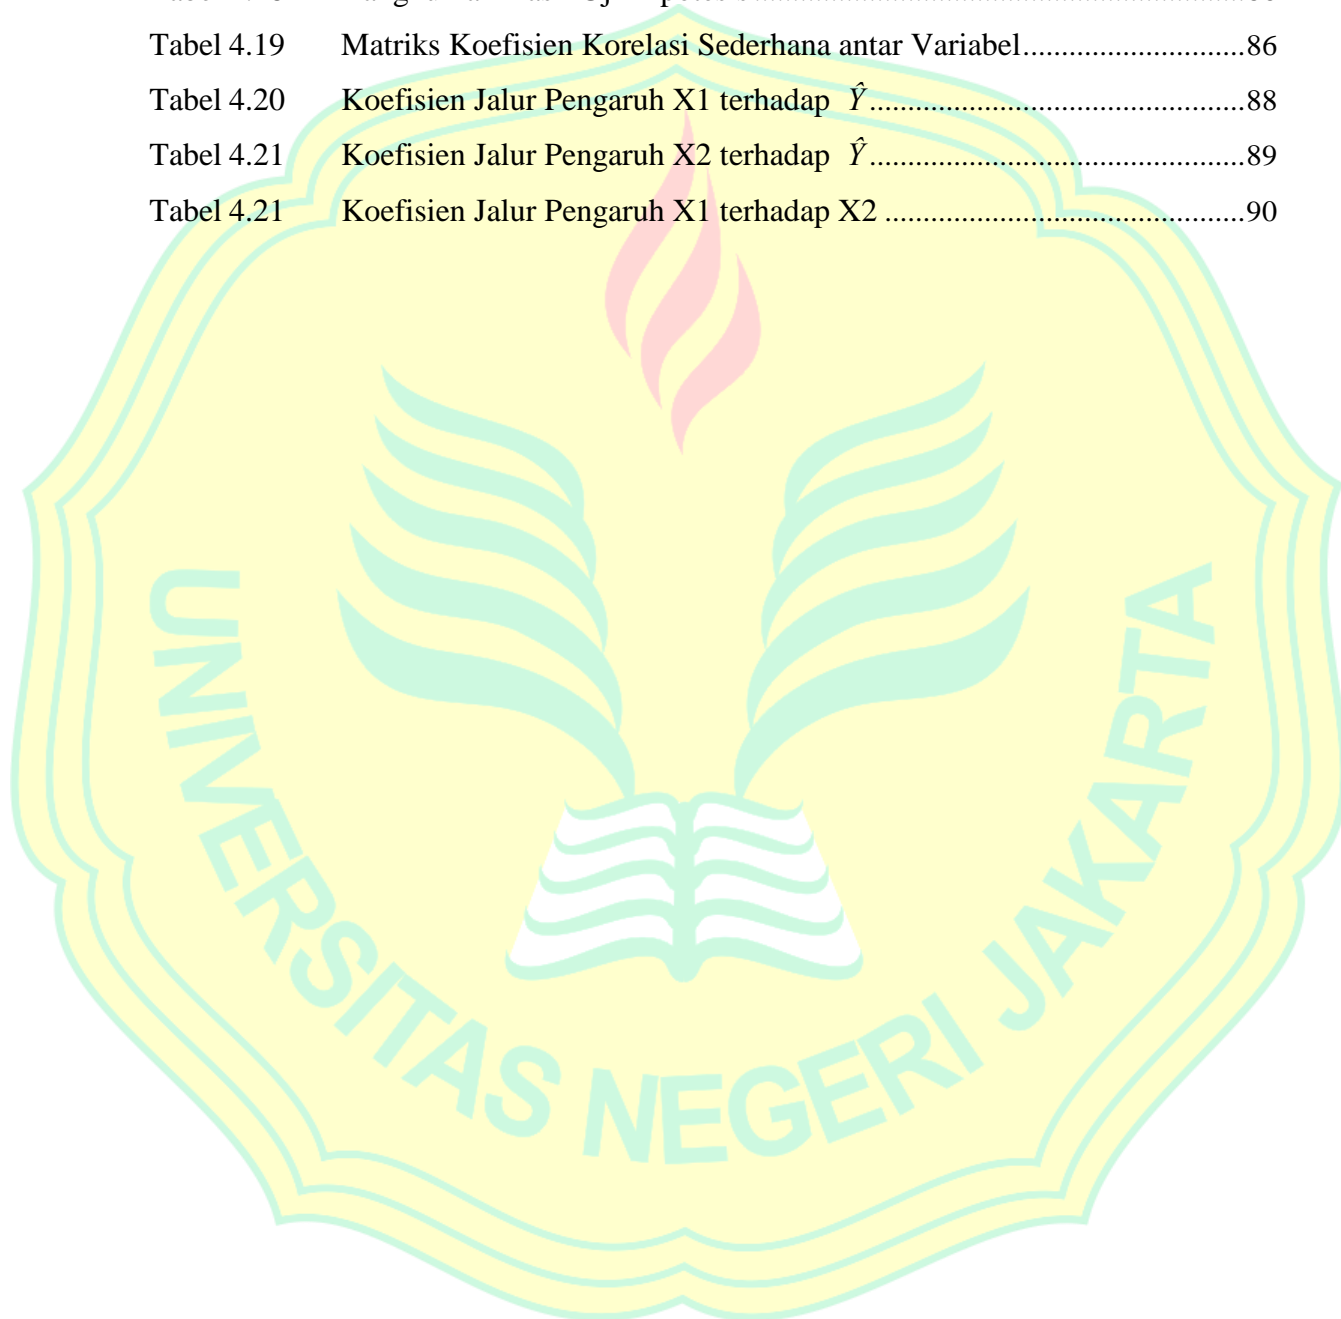 Tabel 4.19 Matriks Koefisien Korelasi Sederhana antar Variabel............................86
Tabel 4.20 Koefisien Jalur Pengaruh X1 terhadap Ŷ................................................88
Tabel 4.21 Koefisien Jalur Pengaruh X2 terhadap Ŷ................................................89
Tabel 4.21 Koefisien Jalur Pengaruh X1 terhadap X2..............................................90
UNIVERSITAS NEGERI JAKARTA